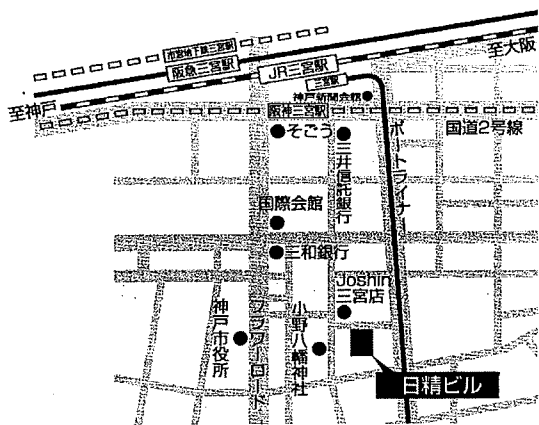 市営地下鉄三宮駅
阪急三宮駅
JR三宮駅
至大阪
三宮駅
至神戸
神戸新聞会館
阪神三宮駅
そごう
国道2号線
三井信託銀行
ポートライナー
国際会館
三和銀行
Joshin
三宮店
神戸市役所
フラワーロード
小野八幡神社
日精ビル